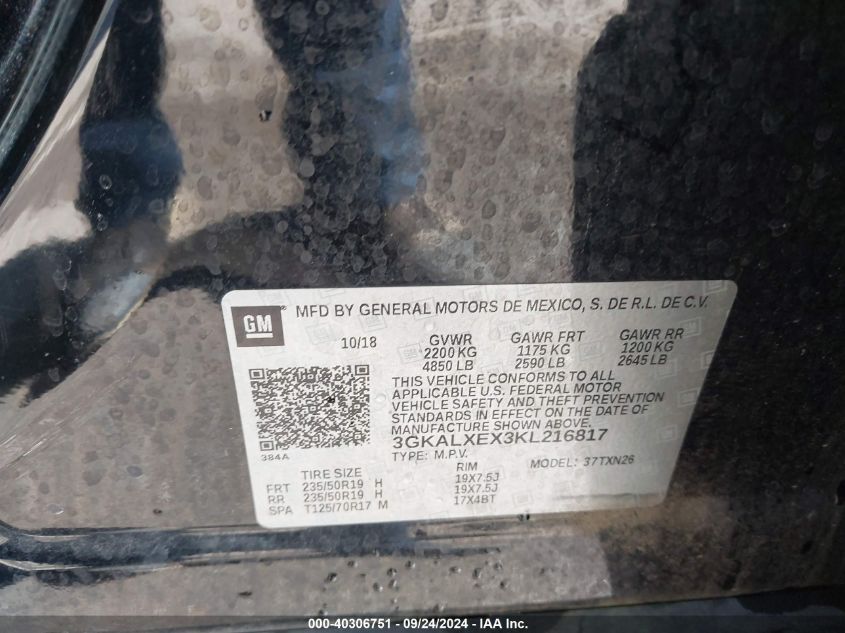 GM
MFD BY GENERAL MOTORS DE MEXICO, S. DE R.L. DE C.V.
10/18 GVWR GAWR FRT GAWR RR
2200 KG 1175 KG 1200 KG
4850 LB 2590 LB 2645 LB
THIS VEHICLE CONFORMS TO ALL
APPLICABLE U.S. FEDERAL MOTOR
VEHICLE SAFETY AND THEFT PREVENTION
STANDARDS IN EFFECT ON THE DATE OF
MANUFACTURE SHOWN ABOVE.
3GKALXEX3KL216817
384A TYPE: M.P.V. MODEL: 37TXN26
TIRE SIZE RIM
FRT 235/50R19 H 19X7.5J
RR 235/50R19 H 19X7.5J
SPA T125/70R17 M 17X4BT
000-40306751 - 09/24/2024 - IAAI.COM